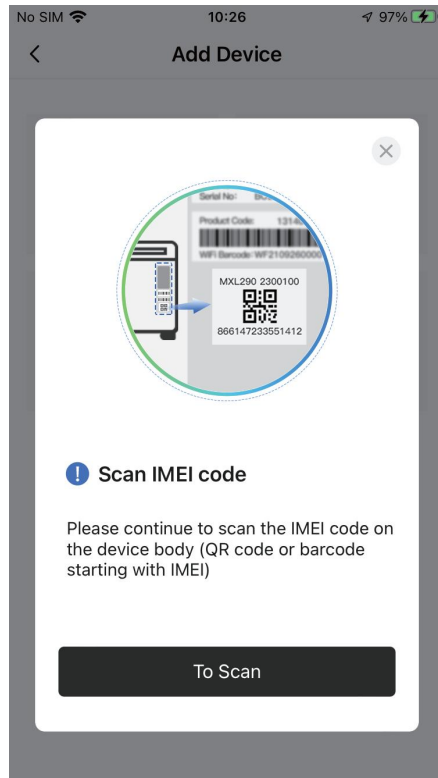 No SIM 10:26 97%
Add Device
Serial No:
Product Code: 1314
WiFi Barcode: WF2109260000
MXL290 2300100
866147233551412
Scan IMEI code
Please continue to scan the IMEI code on
the device body (QR code or barcode
starting with IMEI)
To Scan